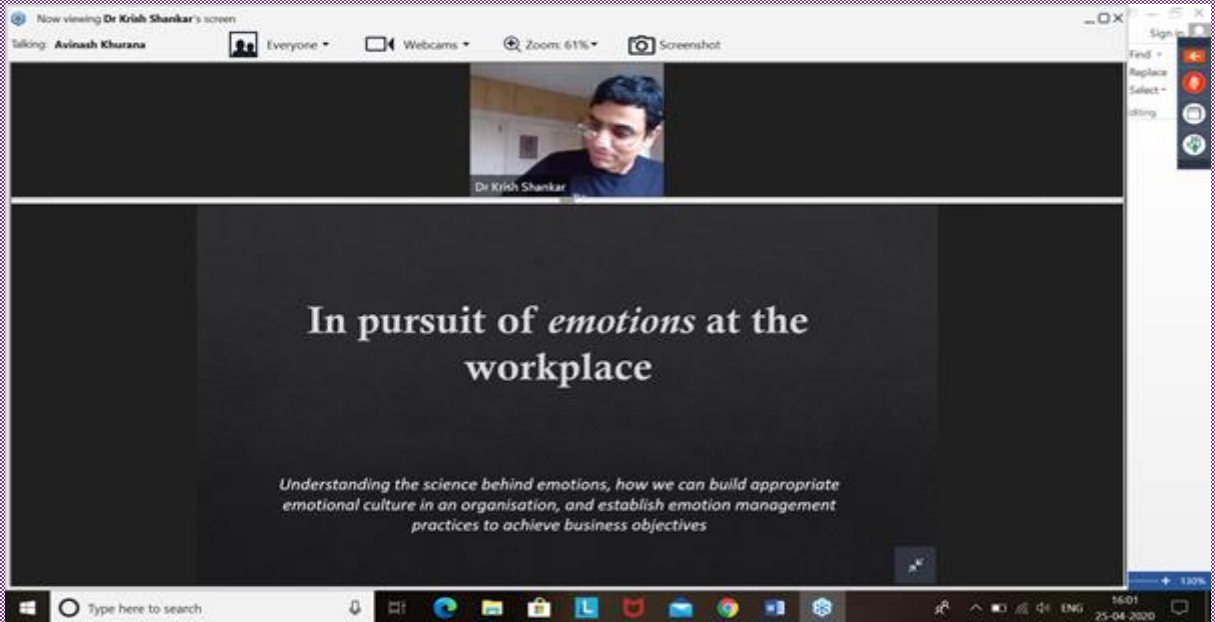 Now viewing Dr Krish Shankar's screen
Sign in
Talking: Avinash Khurana
Everyone
Webcams
Zoom: 61%
Screenshot
Find
Replace
Select
diting
Dr Krish Shankar
In pursuit of emotions at the
workplace
Understanding the science behind emotions, how we can build appropriate
emotional culture in an organisation, and establish emotion management
practices to achieve business objectives
+ 130%
Type here to search
ENG
16:01
25-04-2020